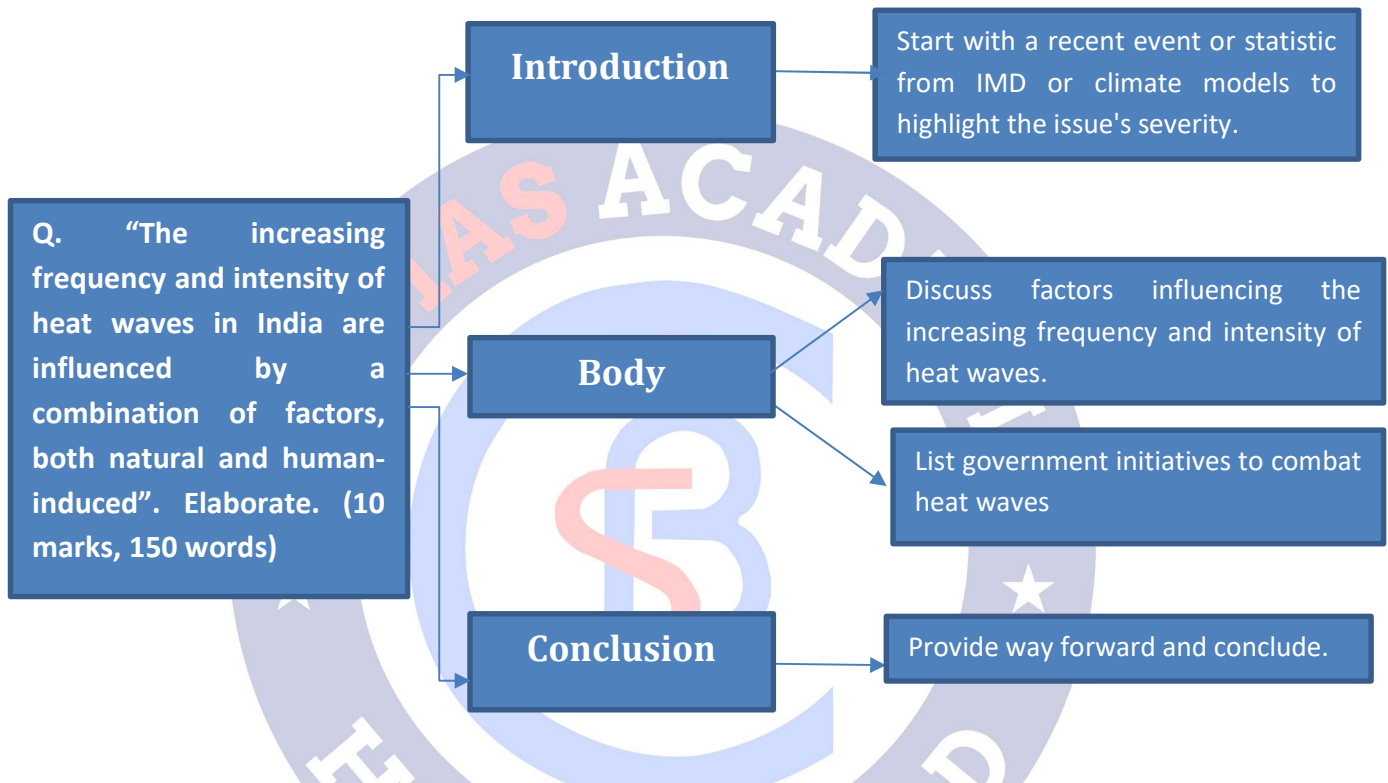 Introduction
Start with a recent event or statistic
from IMD or climate models to
highlight the issue's severity.
IAS ACAD
Q. “The increasing
frequency and intensity of
heat waves in India are
influenced by a
combination of factors,
both natural and human-
induced”. Elaborate. (10
marks, 150 words)
Body
Discuss factors influencing the
increasing frequency and intensity of
heat waves.
List government initiatives to combat
heat waves
Conclusion
Provide way forward and conclude.